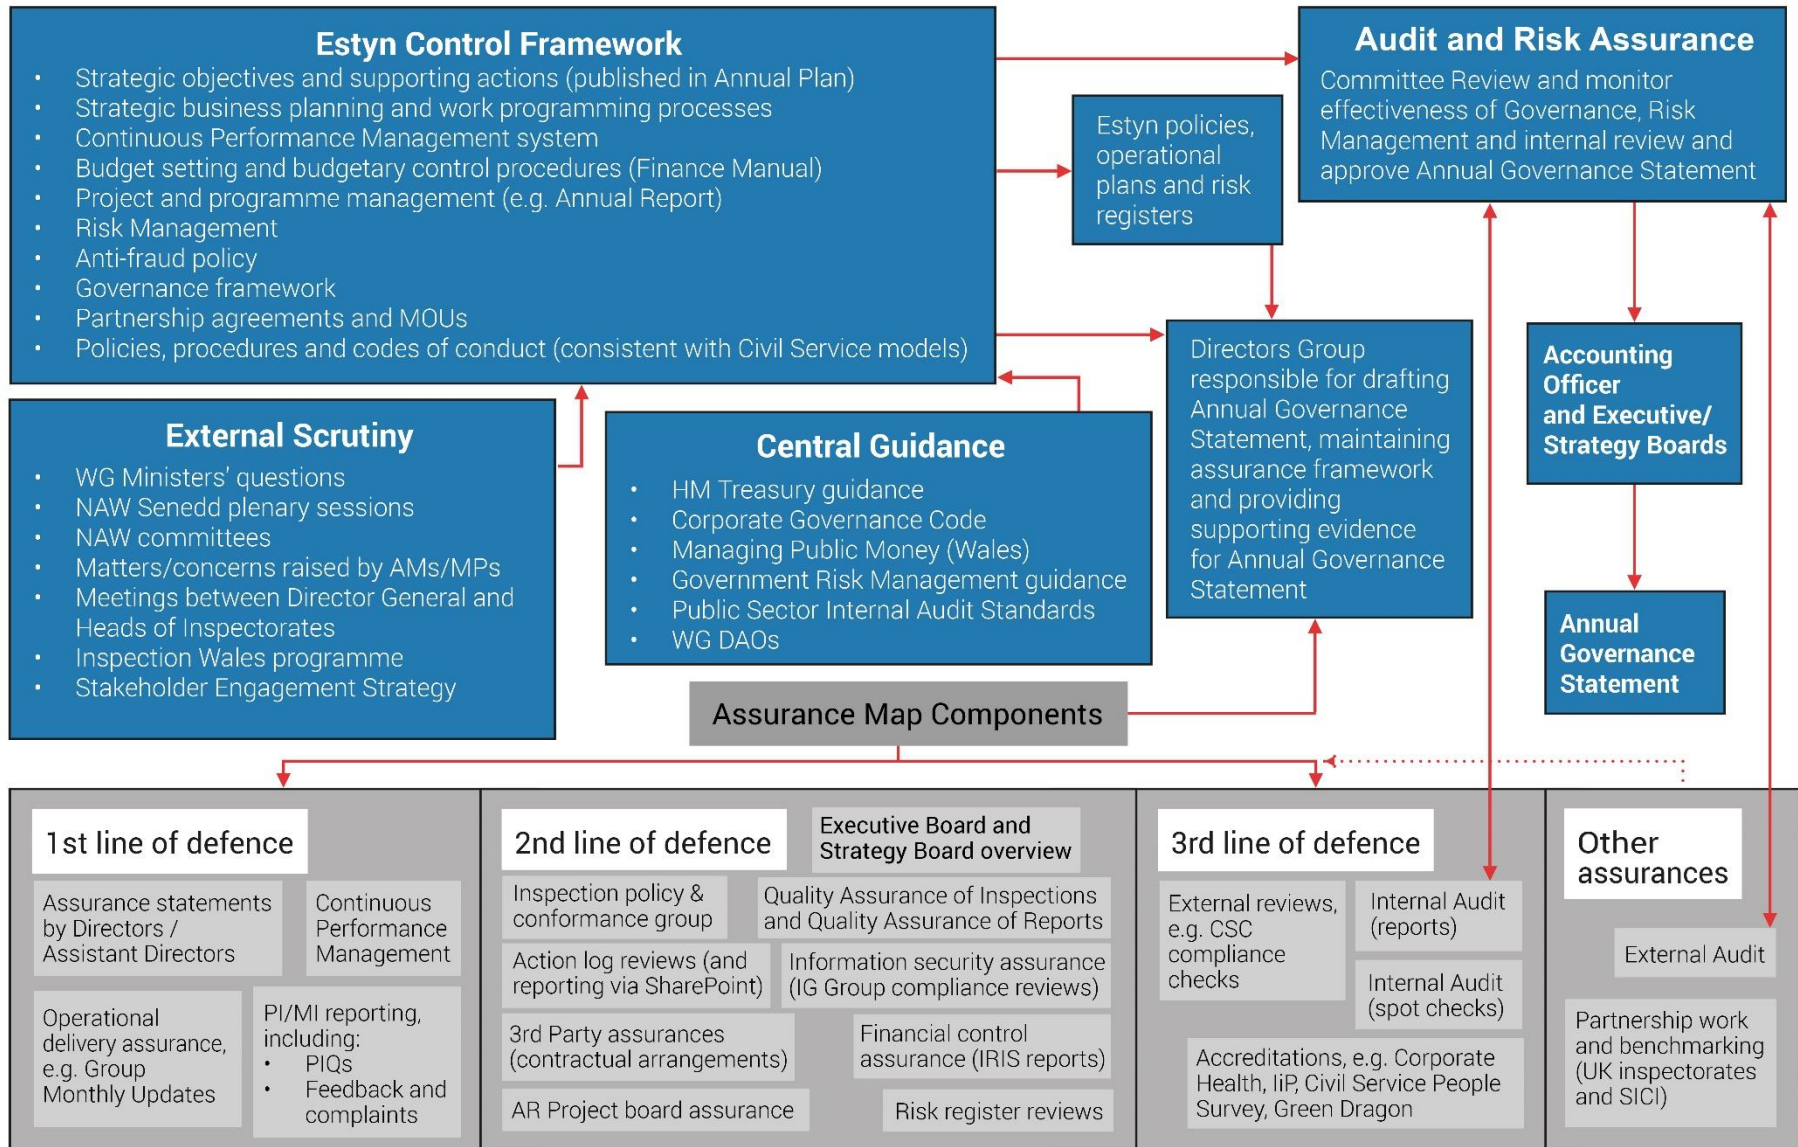 Estyn Control Framework
• Strategic objectives and supporting actions (published in Annual Plan)
• Strategic business planning and work programming processes
• Continuous Performance Management system
• Budget setting and budgetary control procedures (Finance Manual)
• Project and programme management (e.g. Annual Report)
• Risk Management
• Anti-fraud policy
• Governance framework
• Partnership agreements and MOUs
• Policies, procedures and codes of conduct (consistent with Civil Service models)
Estyn policies,
operational
plans and risk
registers
Audit and Risk Assurance
Committee Review and monitor
effectiveness of Governance, Risk
Management and internal review and
approve Annual Governance Statement
External Scrutiny
• WG Ministers' questions
• NAW Senedd plenary sessions
• NAW committees
• Matters/concerns raised by AMs/MPs
• Meetings between Director General and
Heads of Inspectorates
• Inspection Wales programme
• Stakeholder Engagement Strategy
Central Guidance
• HM Treasury guidance
• Corporate Governance Code
• Managing Public Money (Wales)
• Government Risk Management guidance
• Public Sector Internal Audit Standards
• WG DAOs
Directors Group
responsible for drafting
Annual Governance
Statement, maintaining
assurance framework
and providing
supporting evidence
for Annual Governance
Statement
Accounting
Officer
and Executive/
Strategy Boards
Annual
Governance
Statement
Assurance Map Components
1st line of defence
Assurance statements
by Directors /
Assistant Directors
Continuous
Performance
Management
Operational
delivery assurance,
e.g. Group
Monthly Updates
PI/MI reporting,
including:
• PIQs
• Feedback and
complaints
2nd line of defence
Executive Board and
Strategy Board overview
Inspection policy &
conformance group
Quality Assurance of Inspections
and Quality Assurance of Reports
Action log reviews (and
reporting via SharePoint)
Information security assurance
(IG Group compliance reviews)
3rd Party assurances
(contractual arrangements)
Financial control
assurance (IRIS reports)
AR Project board assurance
Risk register reviews
3rd line of defence
External reviews,
e.g. CSC
compliance
checks
Internal Audit
(reports)
Internal Audit
(spot checks)
Accreditations, e.g. Corporate
Health, IiP, Civil Service People
Survey, Green Dragon
Other
assurances
External Audit
Partnership work
and benchmarking
(UK inspectorates
and SICI)